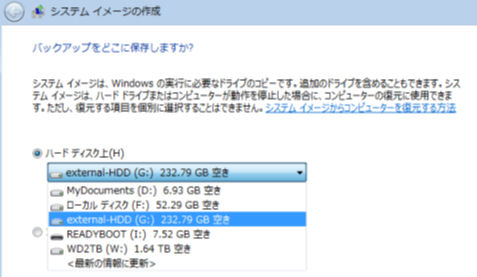 システム イメージの作成
バックアップをどこに保存しますか?
システム イメージは、Windows の実行に必要なドライブのコピーです。追加のドライブを含めることもできます。シス
テム イメージは、ハード ドライブまたはコンピューターが動作を停止した場合に、コンピューターの復元に使用できま
す。ただし、復元する項目を個別に選択することはできません。システム イメージからコンピューターを復元する方法
ハード ディスク上(H)
external-HDD (G:) 232.79 GB 空き
MyDocuments (D:) 6.93 GB 空き
ローカル ディスク (F:) 52.29 GB 空き
external-HDD (G:) 232.79 GB 空き
READYBOOT (I:) 7.52 GB 空き
WD2TB (W:) 1.64 TB 空き
<最新の情報に更新>